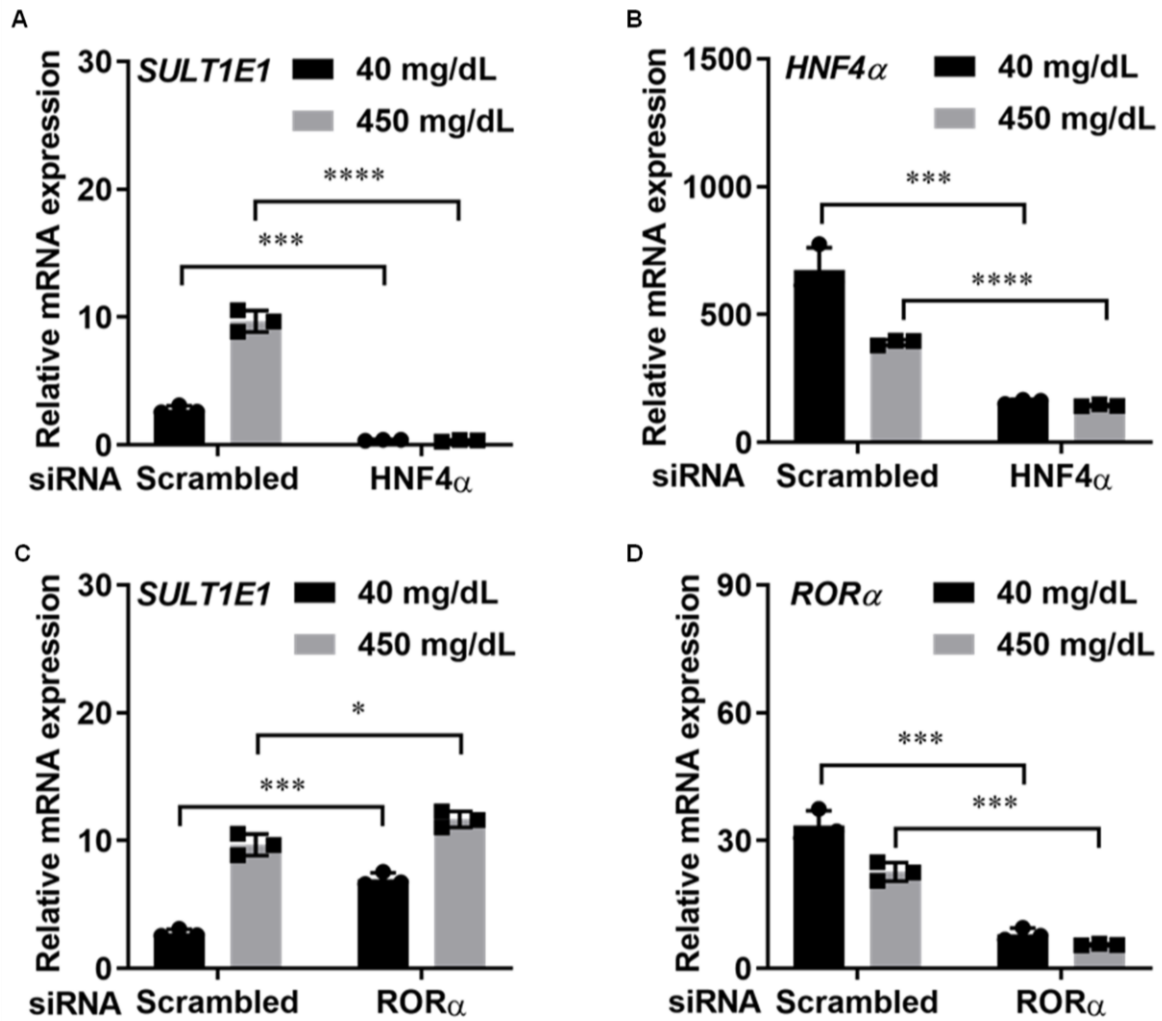 A
Relative mRNA expression
30
20
10
0
SULT1E1
40 mg/dL
450 mg/dL
****
***
siRNA Scrambled HNF4α
B
Relative mRNA expression
1500
1000
500
0
HNF4α
40 mg/dL
450 mg/dL
***
****
siRNA Scrambled HNF4α
C
Relative mRNA expression
30
20
10
0
SULT1E1
40 mg/dL
450 mg/dL
*
***
siRNA Scrambled RORα
D
Relative mRNA expression
90
60
30
0
RORα
40 mg/dL
450 mg/dL
***
***
siRNA Scrambled RORα